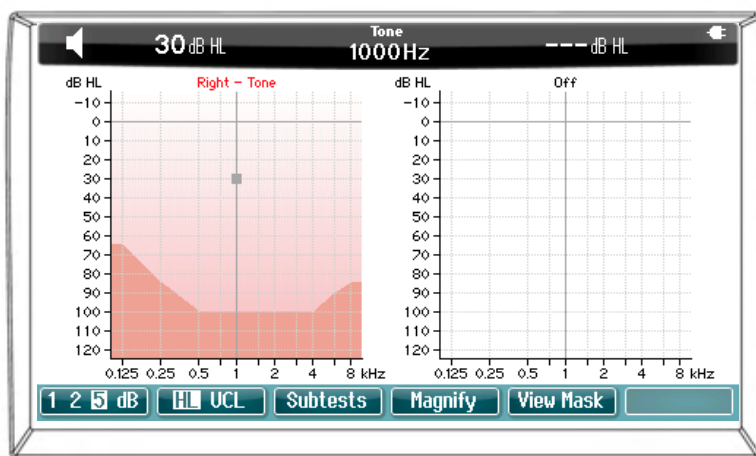 30 dB HL
Tone
1000Hz
--- dB HL
dB HL
Right - Tone
-10
0
10
20
30
40
50
60
70
80
90
100
110
120
0.125 0.25 0.5 1 2 4 8 kHz
dB HL
Off
-10
0
10
20
30
40
50
60
70
80
90
100
110
120
0.125 0.25 0.5 1 2 4 8 kHz
1 2 5 dB
HL UCL
Subtests
Magnify
View Mask